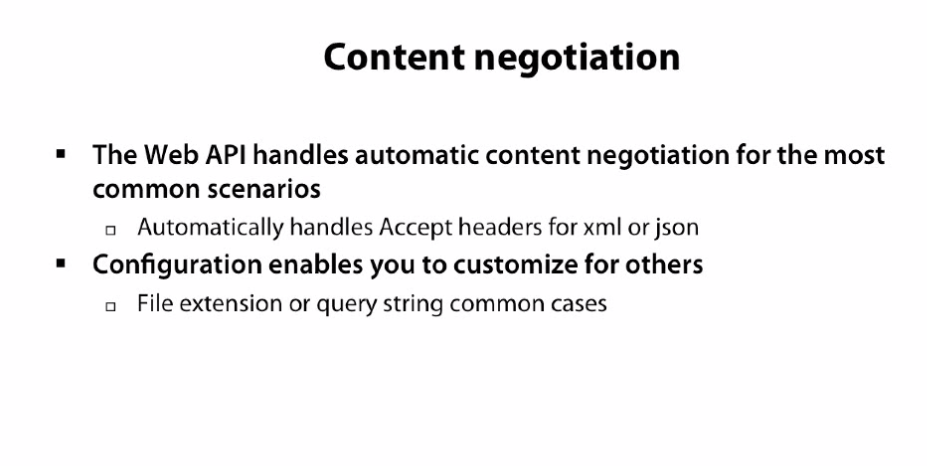 Content negotiation
▪ The Web API handles automatic content negotiation for the most
common scenarios
▫ Automatically handles Accept headers for xml or json
▪ Configuration enables you to customize for others
▫ File extension or query string common cases